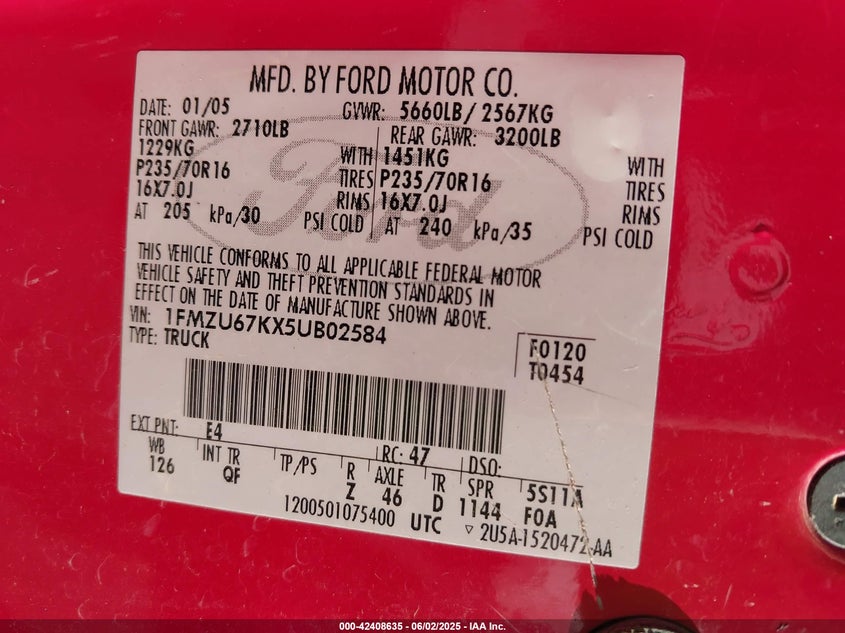 MFD. BY FORD MOTOR CO.
DATE: 01/05 GVWR: 5660LB/ 2567KG
FRONT GAWR: 2710LB REAR GAWR: 3200LB
1229KG WITH 1451KG WITH
P235/70R16 TIRES P235/70R16 TIRES
16X7.0J RIMS 16X7.0J RIMS
AT 205 kPa/30 PSI COLD AT 240 kPa/35 PSI COLD
Ford
THIS VEHICLE CONFORMS TO ALL APPLICABLE FEDERAL MOTOR
VEHICLE SAFETY AND THEFT PREVENTION STANDARDS IN
EFFECT ON THE DATE OF MANUFACTURE SHOWN ABOVE.
VIN: 1FMZU67KX5UB02584
TYPE: TRUCK
F0120
T0454
EXT PNT: E4 RC: 47 DSO:
WB INT TR TP/PS R AXLE TR SPR 5S11A
126 QF Z 46 D 1144 FOA
1200501075400 UTC ▽ 2U5A-1520472-AA
000-42408635 - 06/02/2025 - IAA Inc.